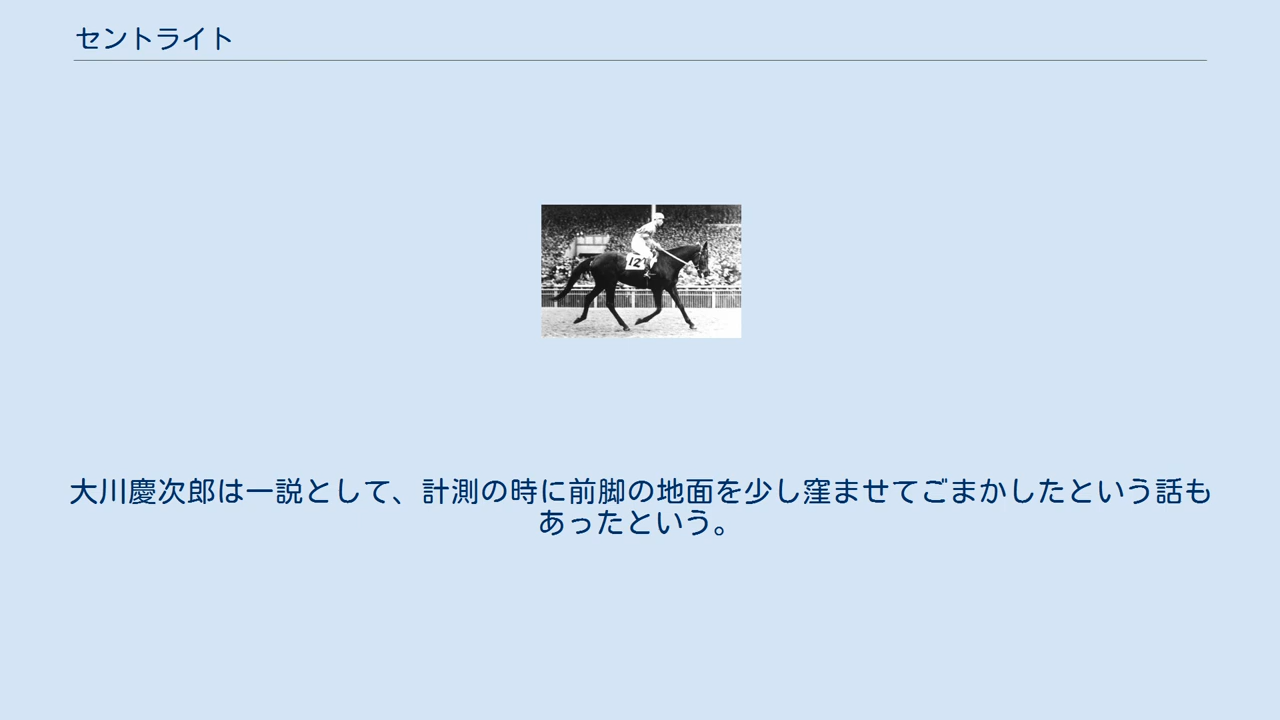 セントライト
12
大川慶次郎は一説として、計測の時に前脚の地面を少し窪ませてごまかしたという話も
あったという。